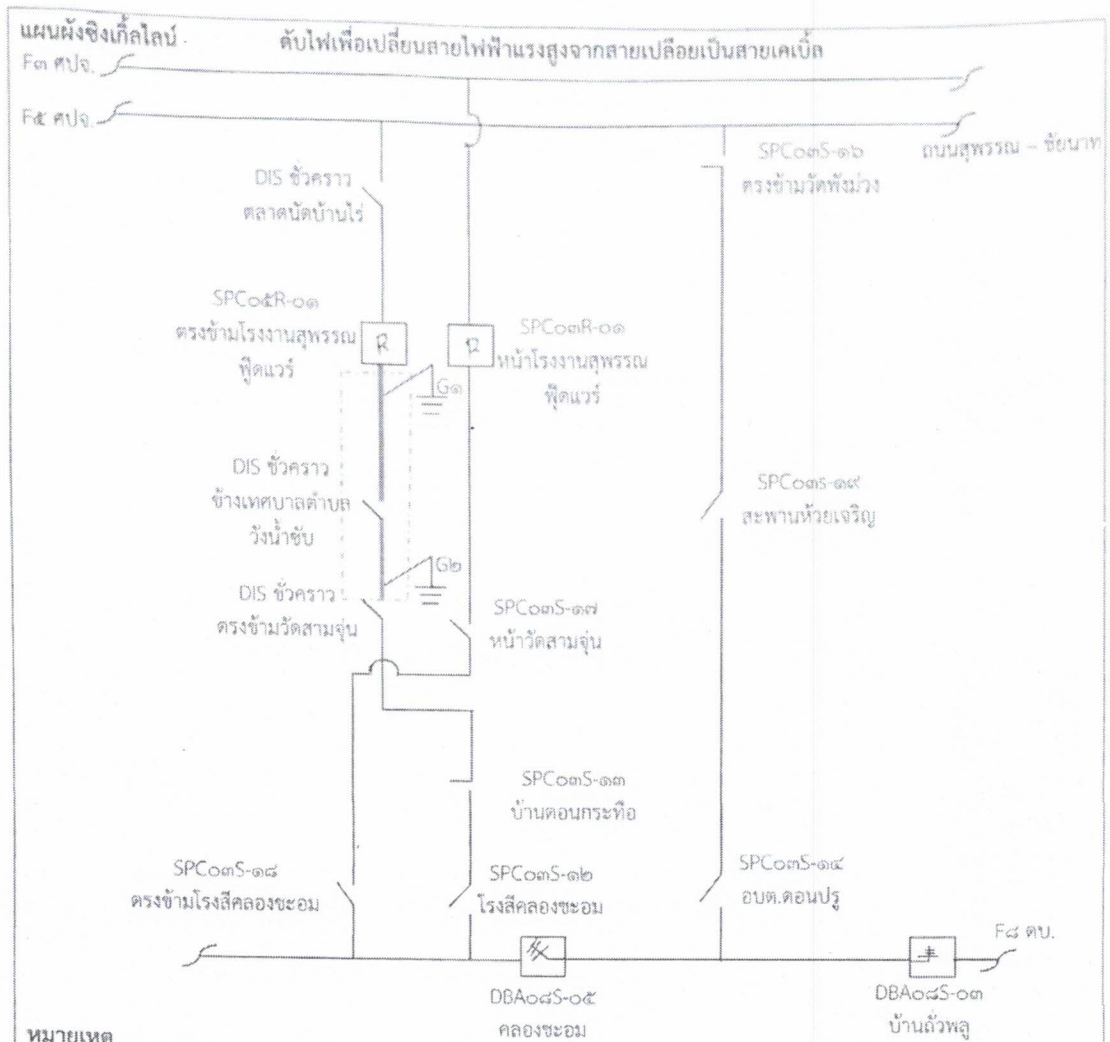 แผนผังซิงเกิ้ลไลน์
ดับไฟเพื่อเปลี่ยนสายไฟฟ้าแรงสูงจากสายเปลือยเป็นสายเคเบิ้ล
F๓ ศปจ.
F๕ ศปจ.
ถนนสุพรรณ – ชัยนาท
SPC๐๓S-๑๖
ตรงข้ามวัดพังม่วง
DIS ชั่วคราว
ตลาดนัดบ้านไร่
SPC๐๕R-๐๑
ตรงข้ามโรงงานสุพรรณ
ฟู๊ดแวร์
R
R
SPC๐๓R-๐๑
หน้าโรงงานสุพรรณ
ฟู๊ดแวร์
G๑
DIS ชั่วคราว
ข้างเทศบาลตำบล
วังน้ำซับ
SPC๐๓s-๑๙
สะพานห้วยเจริญ
G๒
DIS ชั่วคราว
ตรงข้ามวัดสามจุ่น
SPC๐๓S-๑๗
หน้าวัดสามจุ่น
SPC๐๓S-๑๓
บ้านดอนกระทือ
SPC๐๓S-๑๘
ตรงข้ามโรงสีคลองชะอม
SPC๐๓S-๑๒
โรงสีคลองชะอม
SPC๐๓S-๑๔
อบต.ดอนปรู
F๘ ดบ.
DBA๐๘S-๐๕
คลองชะอม
DBA๐๘S-๐๓
บ้านถั่วพลู
หมายเหตุ